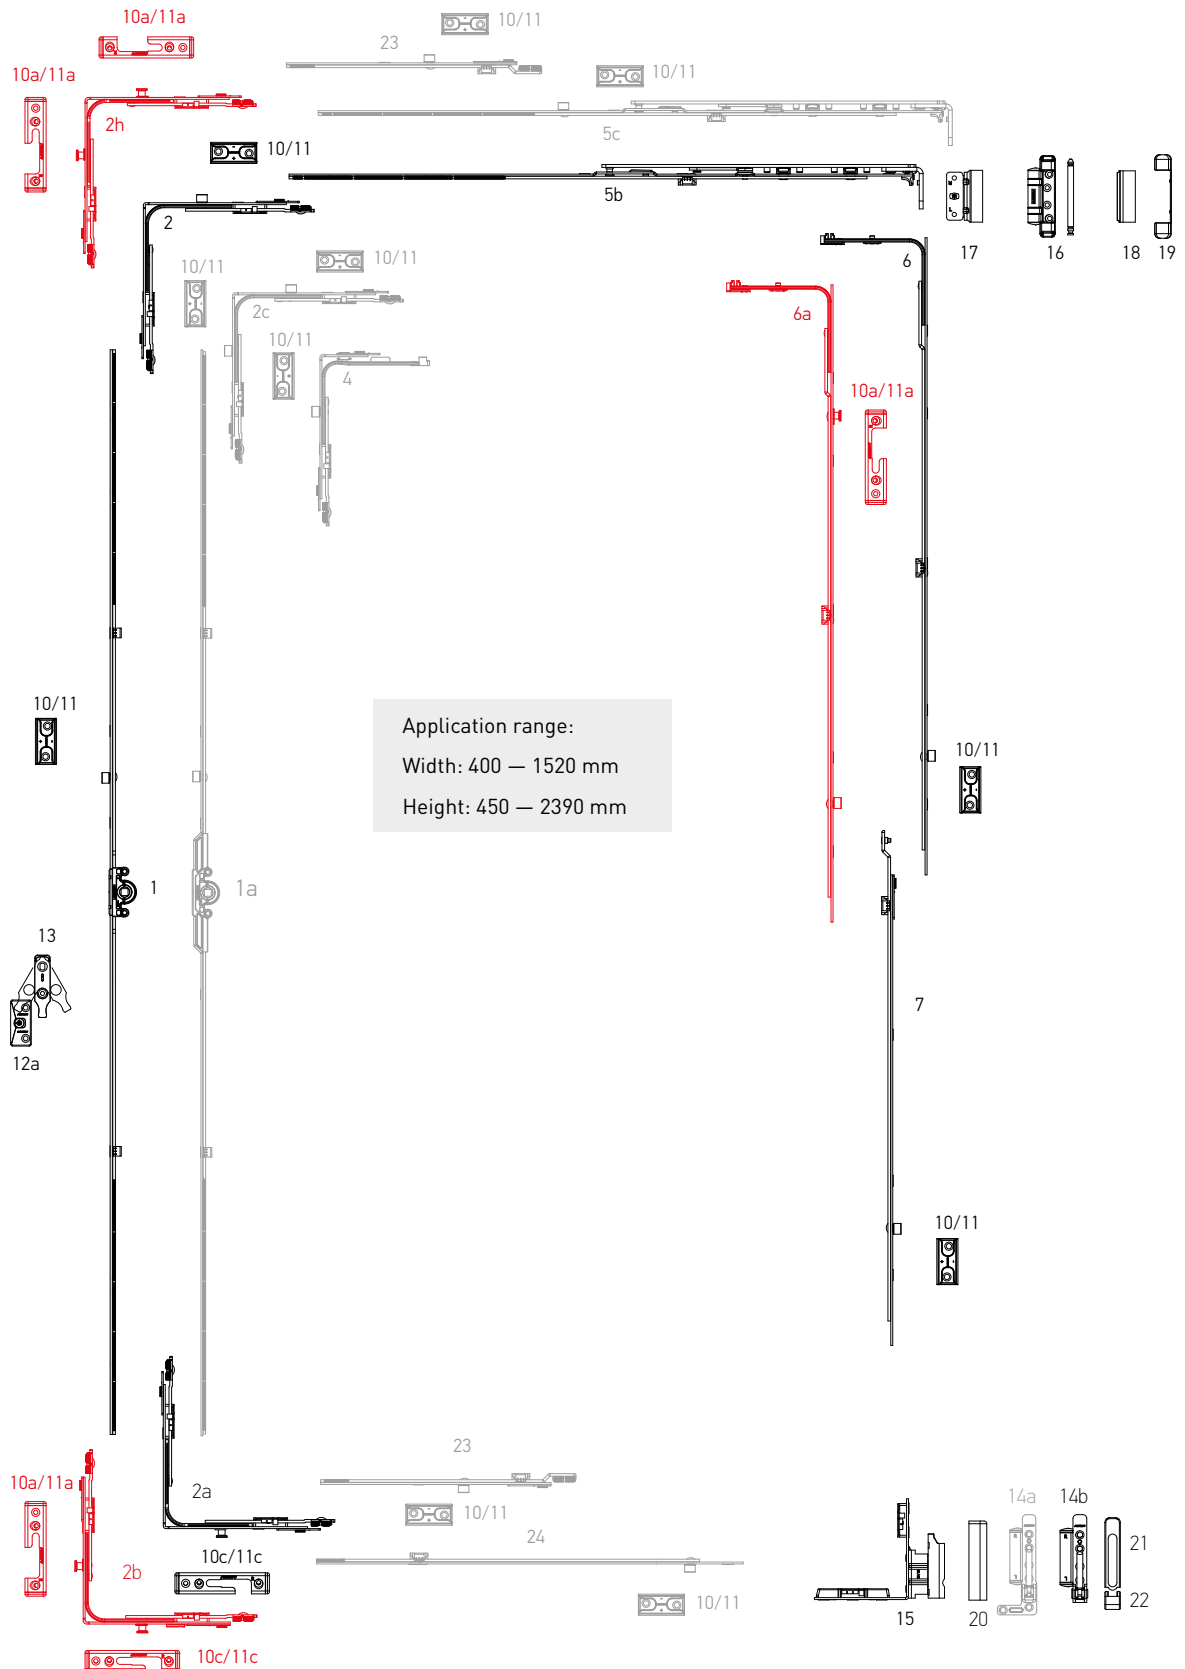 10a/11a
10/11
23
10a/11a
10/11
2h
5c
10/11
5b
2
17
16
18
19
10/11
10/11
6
2c
6a
10/11
4
10a/11a
10/11
Application range:
Width: 400 — 1520 mm
Height: 450 — 2390 mm
10/11
1
1a
13
7
12a
10/11
23
10a/11a
2a
14a
14b
10/11
24
21
10c/11c
2b
22
10/11
15
20
10c/11c